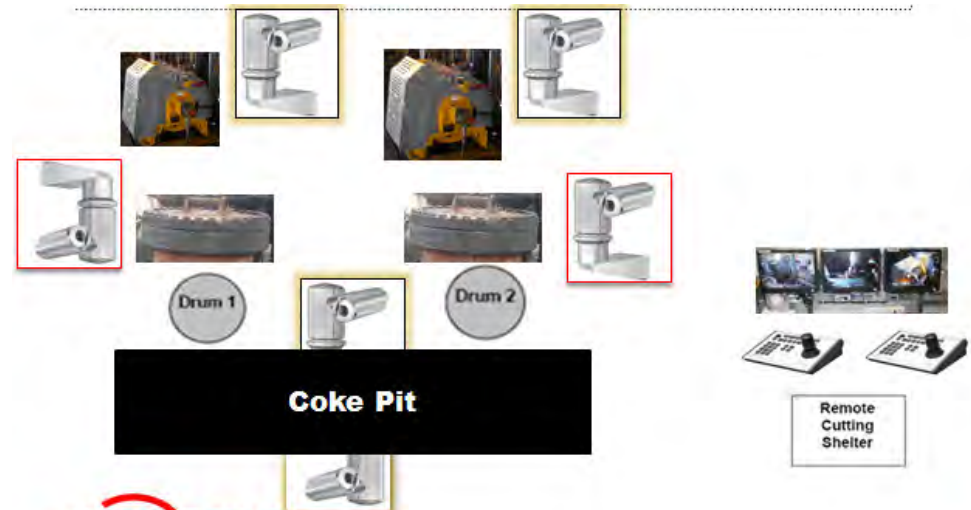 Drum 1
Drum 2
Coke Pit
Remote
Cutting
Shelter